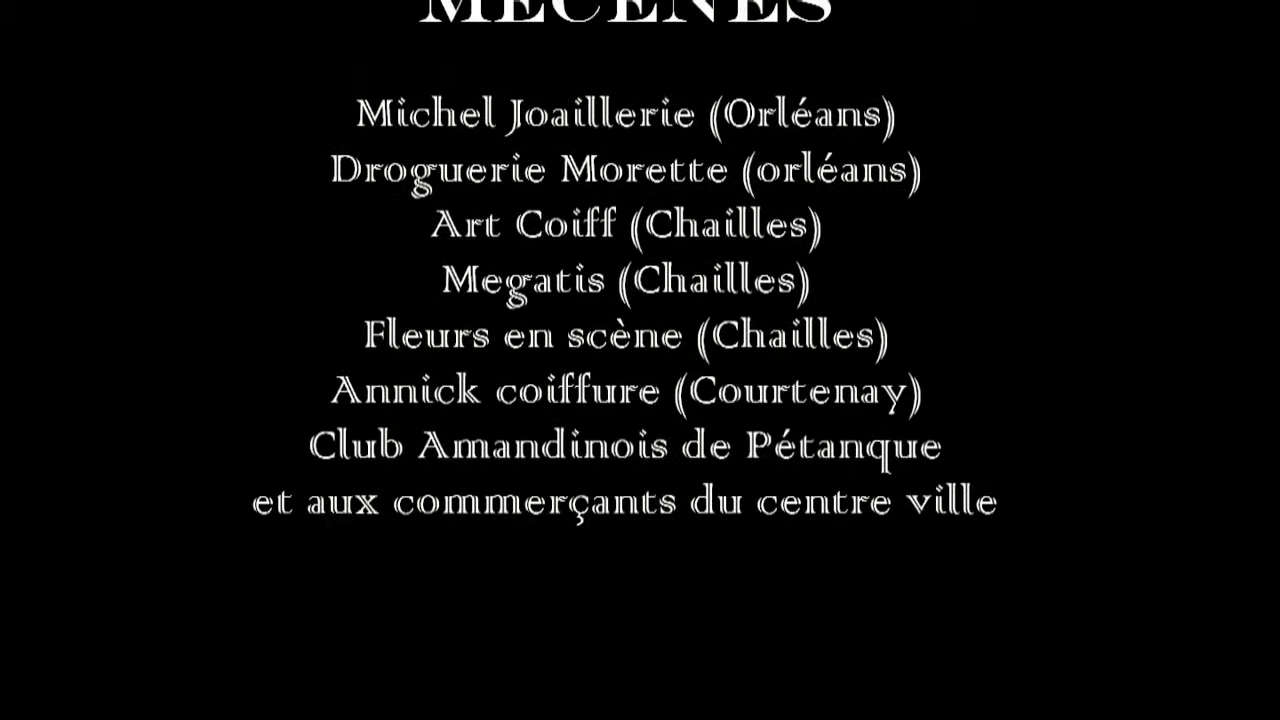 MECENES
Michel Joaillerie (Orléans)
Droguerie Morette (orléans)
Art Coiff (Chailles)
Megatis (Chailles)
Fleurs en scène (Chailles)
Annick coiffure (Courtenay)
Club Amandinois de Pétanque
et aux commerçants du centre ville